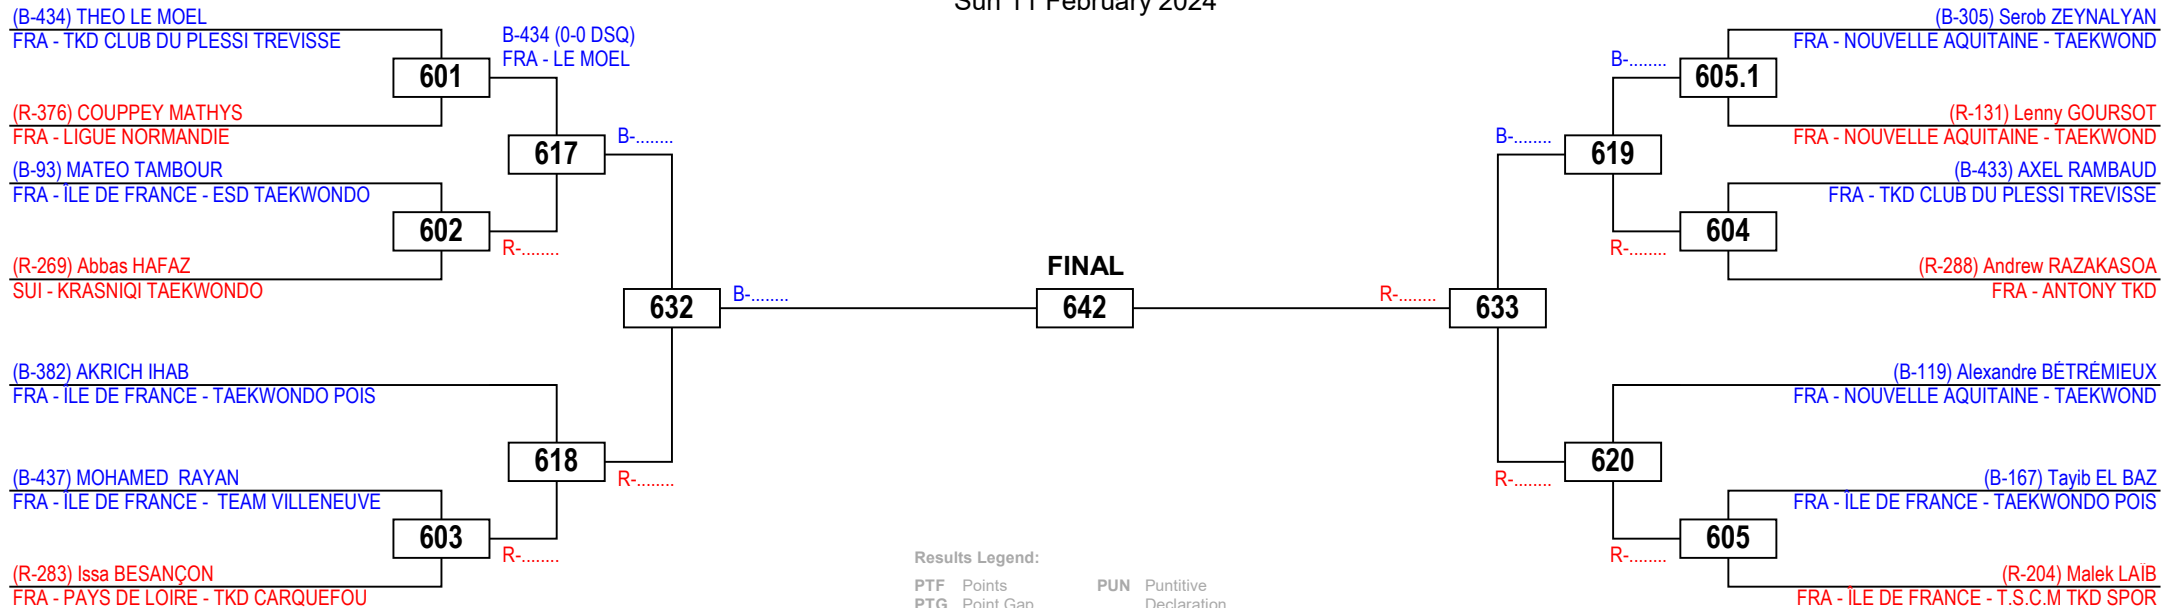 Sun 11 February 2024
(B-434) THEO LE MOEL
FRA - TKD CLUB DU PLESSI TREVISSE
601
B-434 (0-0 DSQ)
FRA - LE MOEL
(R-376) COUPPEY MATHYS
FRA - LIGUE NORMANDIE
617
B-........
(B-93) MATEO TAMBOUR
FRA - ÎLE DE FRANCE - ESD TAEKWONDO
602
R-........
(R-269) Abbas HAFAZ
SUI - KRASNIQI TAEKWONDO
632
B-........
(B-382) AKRICH IHAB
FRA - ÎLE DE FRANCE - TAEKWONDO POIS
618
R-........
(B-437) MOHAMED  RAYAN
FRA - ÎLE DE FRANCE -  TEAM VILLENEUVE
603
R-........
(R-283) Issa BESANÇON
FRA - PAYS DE LOIRE - TKD CARQUEFOU
FINAL
642
(B-305) Serob ZEYNALYAN
FRA - NOUVELLE AQUITAINE - TAEKWOND
B-........
605.1
(R-131) Lenny GOURSOT
FRA - NOUVELLE AQUITAINE - TAEKWOND
B-........
619
(B-433) AXEL RAMBAUD
FRA - TKD CLUB DU PLESSI TREVISSE
R-........
604
(R-288) Andrew RAZAKASOA
FRA - ANTONY TKD
R-........
633
(B-119) Alexandre BÉTRÉMIEUX
FRA - NOUVELLE AQUITAINE - TAEKWOND
R-........
620
(B-167) Tayib EL BAZ
FRA - ÎLE DE FRANCE - TAEKWONDO POIS
R-........
605
(R-204) Malek LAÏB
FRA - ÎLE DE FRANCE - T.S.C.M TKD SPOR
Results Legend:
PTF Points PUN Puntitive
PTG Point Gap Declaration